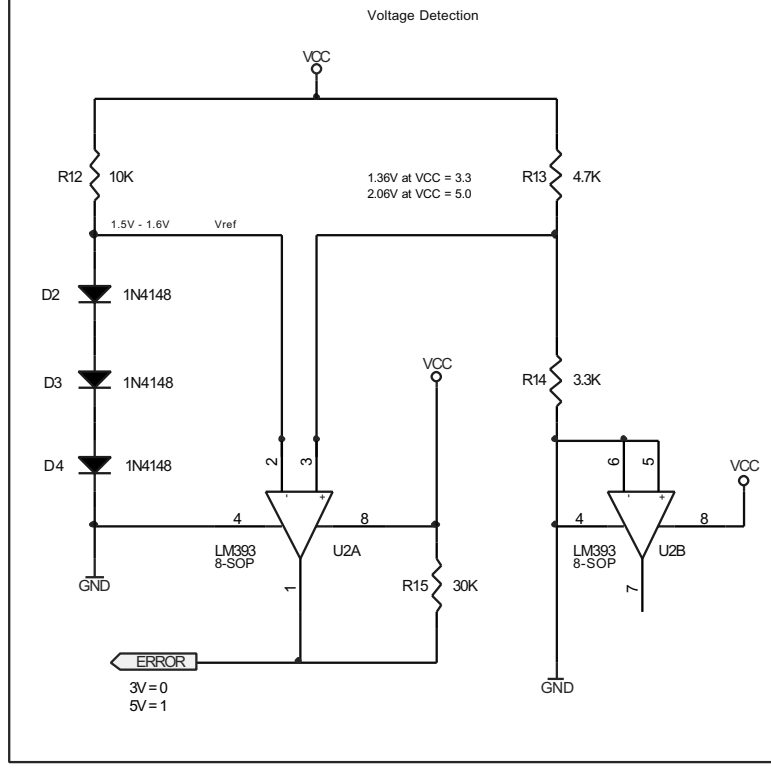 Voltage Detection
VCC
R12 10K
1.36V at VCC = 3.3
2.06V at VCC = 5.0
R13 4.7K
1.5V - 1.6V Vref
D2 1N4148
VCC
D3 1N4148
R14 3.3K
D4 1N4148
2 3
6 5
VCC
4 8
4 8
LM393
8-SOP
U2A
LM393
8-SOP
U2B
GND
1
R15 30K
7
ERROR
3V = 0
5V = 1
GND
- +
- +